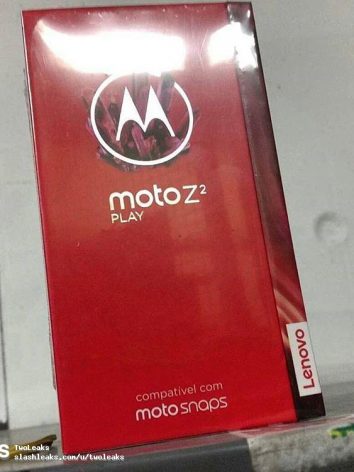 moto z²
PLAY
Lenovo
compatível com
moto snaps
S TwoLeaks
slashleaks.com/u/twoleaks